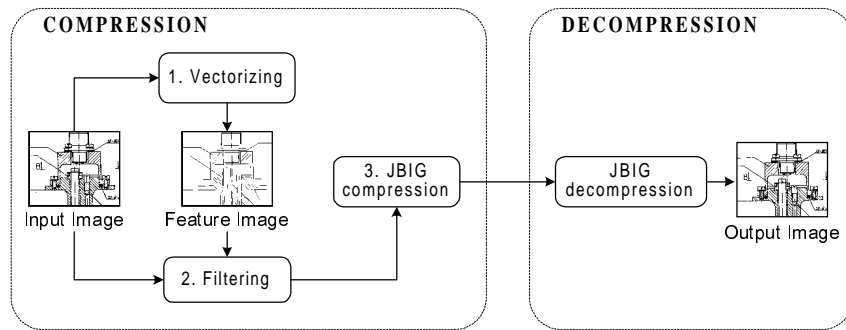 COMPRESSION
DECOMPRESSION
1. Vectorizing
Input Image
Feature Image
2. Filtering
3. JBIG
compression
JBIG
decompression
Output Image